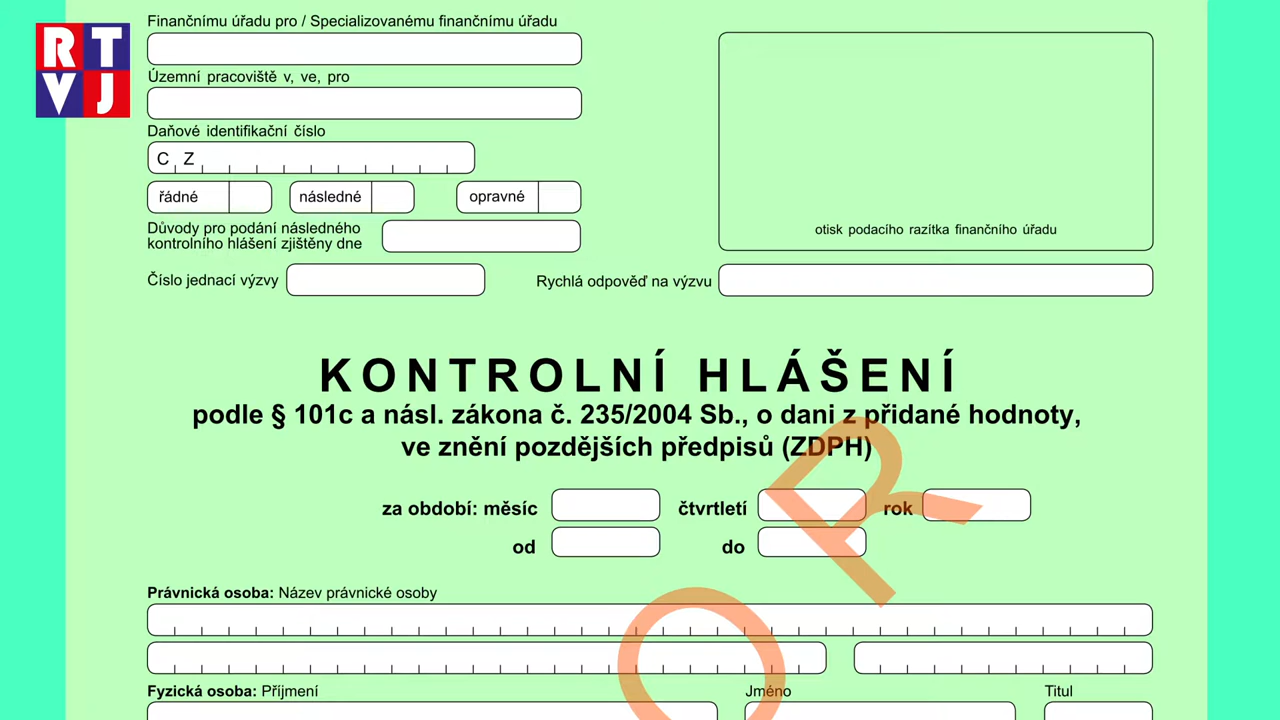 RT
VJ
Finančnímu úřadu pro / Specializovanému finančnímu úřadu
Územní pracoviště v, ve, pro
Daňové identifikační číslo
C Z
řádné následné opravné
Důvody pro podání následného
kontrolního hlášení zjištěny dne
otisk podacího razítka finančního úřadu
Číslo jednací výzvy
Rychlá odpověď na výzvu
KONTROLNÍ HLÁŠENÍ
podle § 101c a násl. zákona č. 235/2004 Sb., o dani z přidané hodnoty,
ve znění pozdějších předpisů (ZDPH)
za období: měsíc čtvrtletí rok
od do
Právnická osoba: Název právnické osoby
Fyzická osoba: Příjmení Jméno Titul
OR